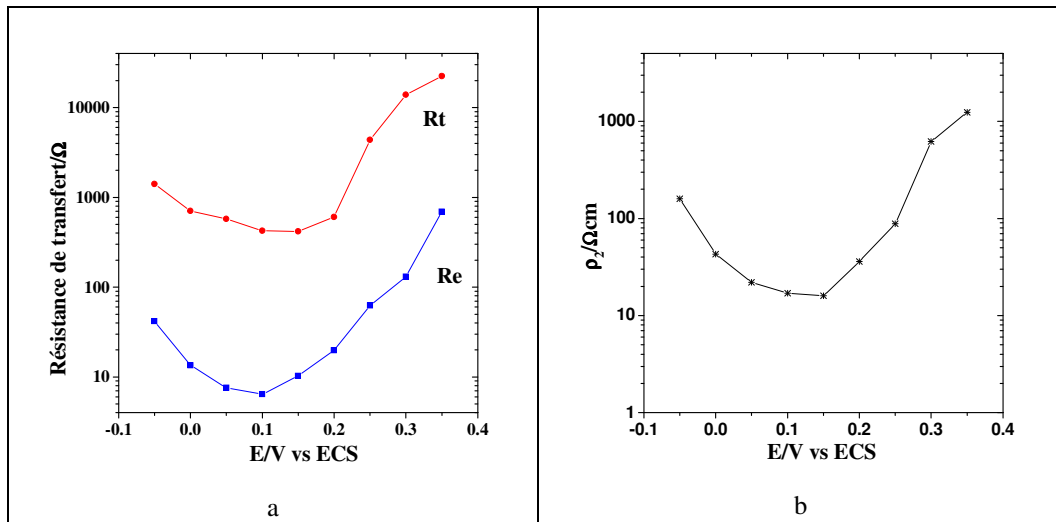 Résistance de transfert/Ω
10000
1000
100
10
Rt
Re
-0.1 0.0 0.1 0.2 0.3 0.4
E/V vs ECS
a
ρ₂/Ωcm
1000
100
10
1
-0.1 0.0 0.1 0.2 0.3 0.4
E/V vs ECS
b